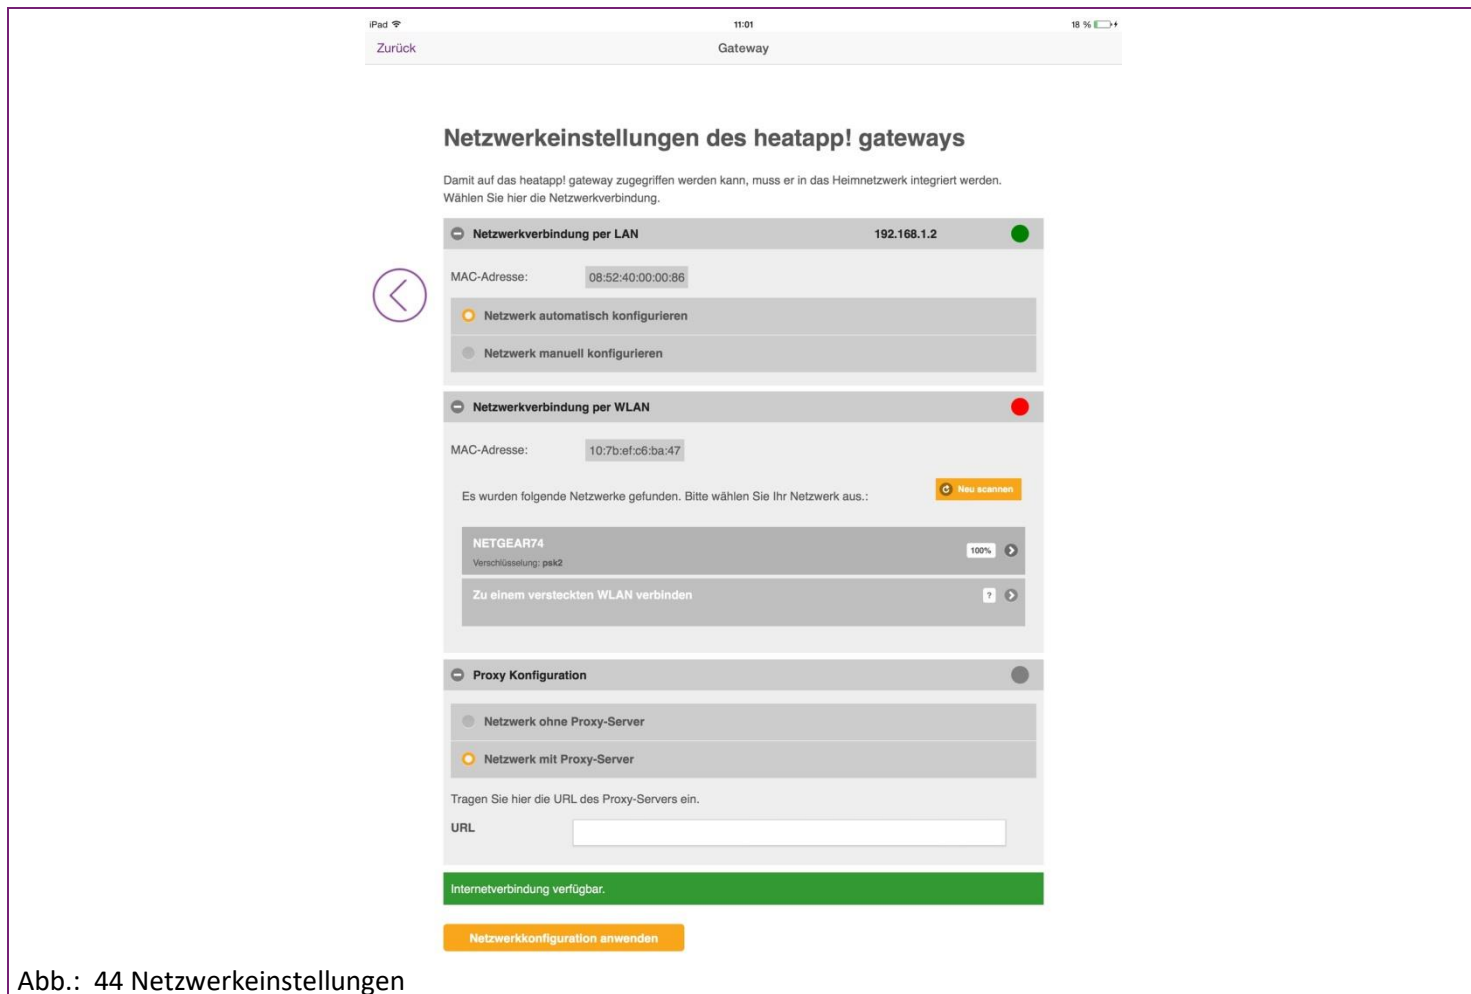 iPad 11:01 18 %
Zurück Gateway
Netzwerkeinstellungen des heatapp! gateways
Damit auf das heatapp! gateway zugegriffen werden kann, muss er in das Heimnetzwerk integriert werden.
Wählen Sie hier die Netzwerkverbindung.
Netzwerkverbindung per LAN 192.168.1.2
MAC-Adresse: 08:52:40:00:00:86
Netzwerk automatisch konfigurieren
Netzwerk manuell konfigurieren
Netzwerkverbindung per WLAN
MAC-Adresse: 10:7b:ef:c6:ba:47
Es wurden folgende Netzwerke gefunden. Bitte wählen Sie Ihr Netzwerk aus.: Neu scannen
NETGEAR74 100%
Verschlüsselung: psk2
Zu einem versteckten WLAN verbinden ?
Proxy Konfiguration
Netzwerk ohne Proxy-Server
Netzwerk mit Proxy-Server
Tragen Sie hier die URL des Proxy-Servers ein.
URL
Internetverbindung verfügbar.
Netzwerkkonfiguration anwenden
Abb.: 44 Netzwerkeinstellungen